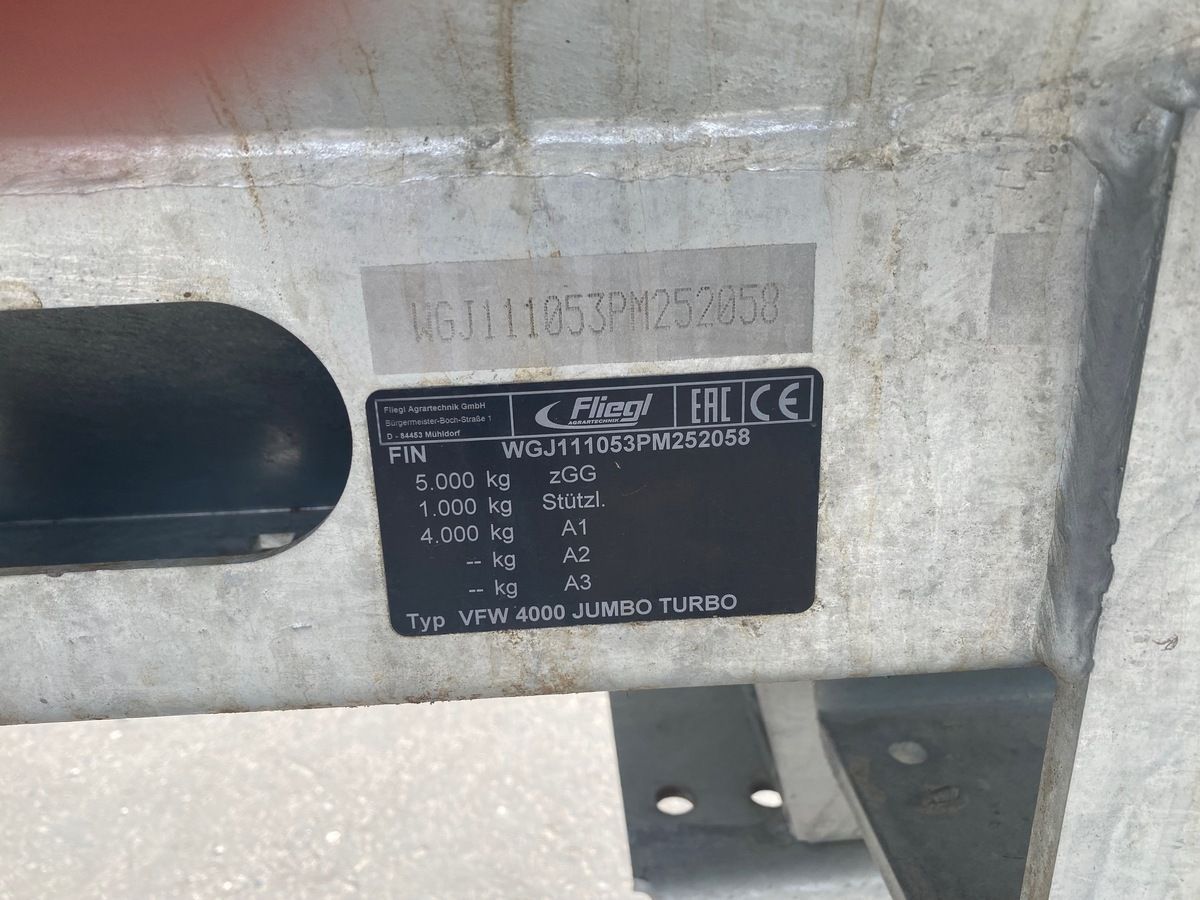 WGJ111053PM252058
Fliegl Agrartechnik GmbH
Bürgermeister-Boch-Straße 1
D - 84453 Mühldorf
Fliegl
AGRARTECHNIK
EAC CE
FIN WGJ111053PM252058
5.000 kg zGG
1.000 kg Stützl.
4.000 kg A1
-- kg A2
-- kg A3
Typ VFW 4000 JUMBO TURBO